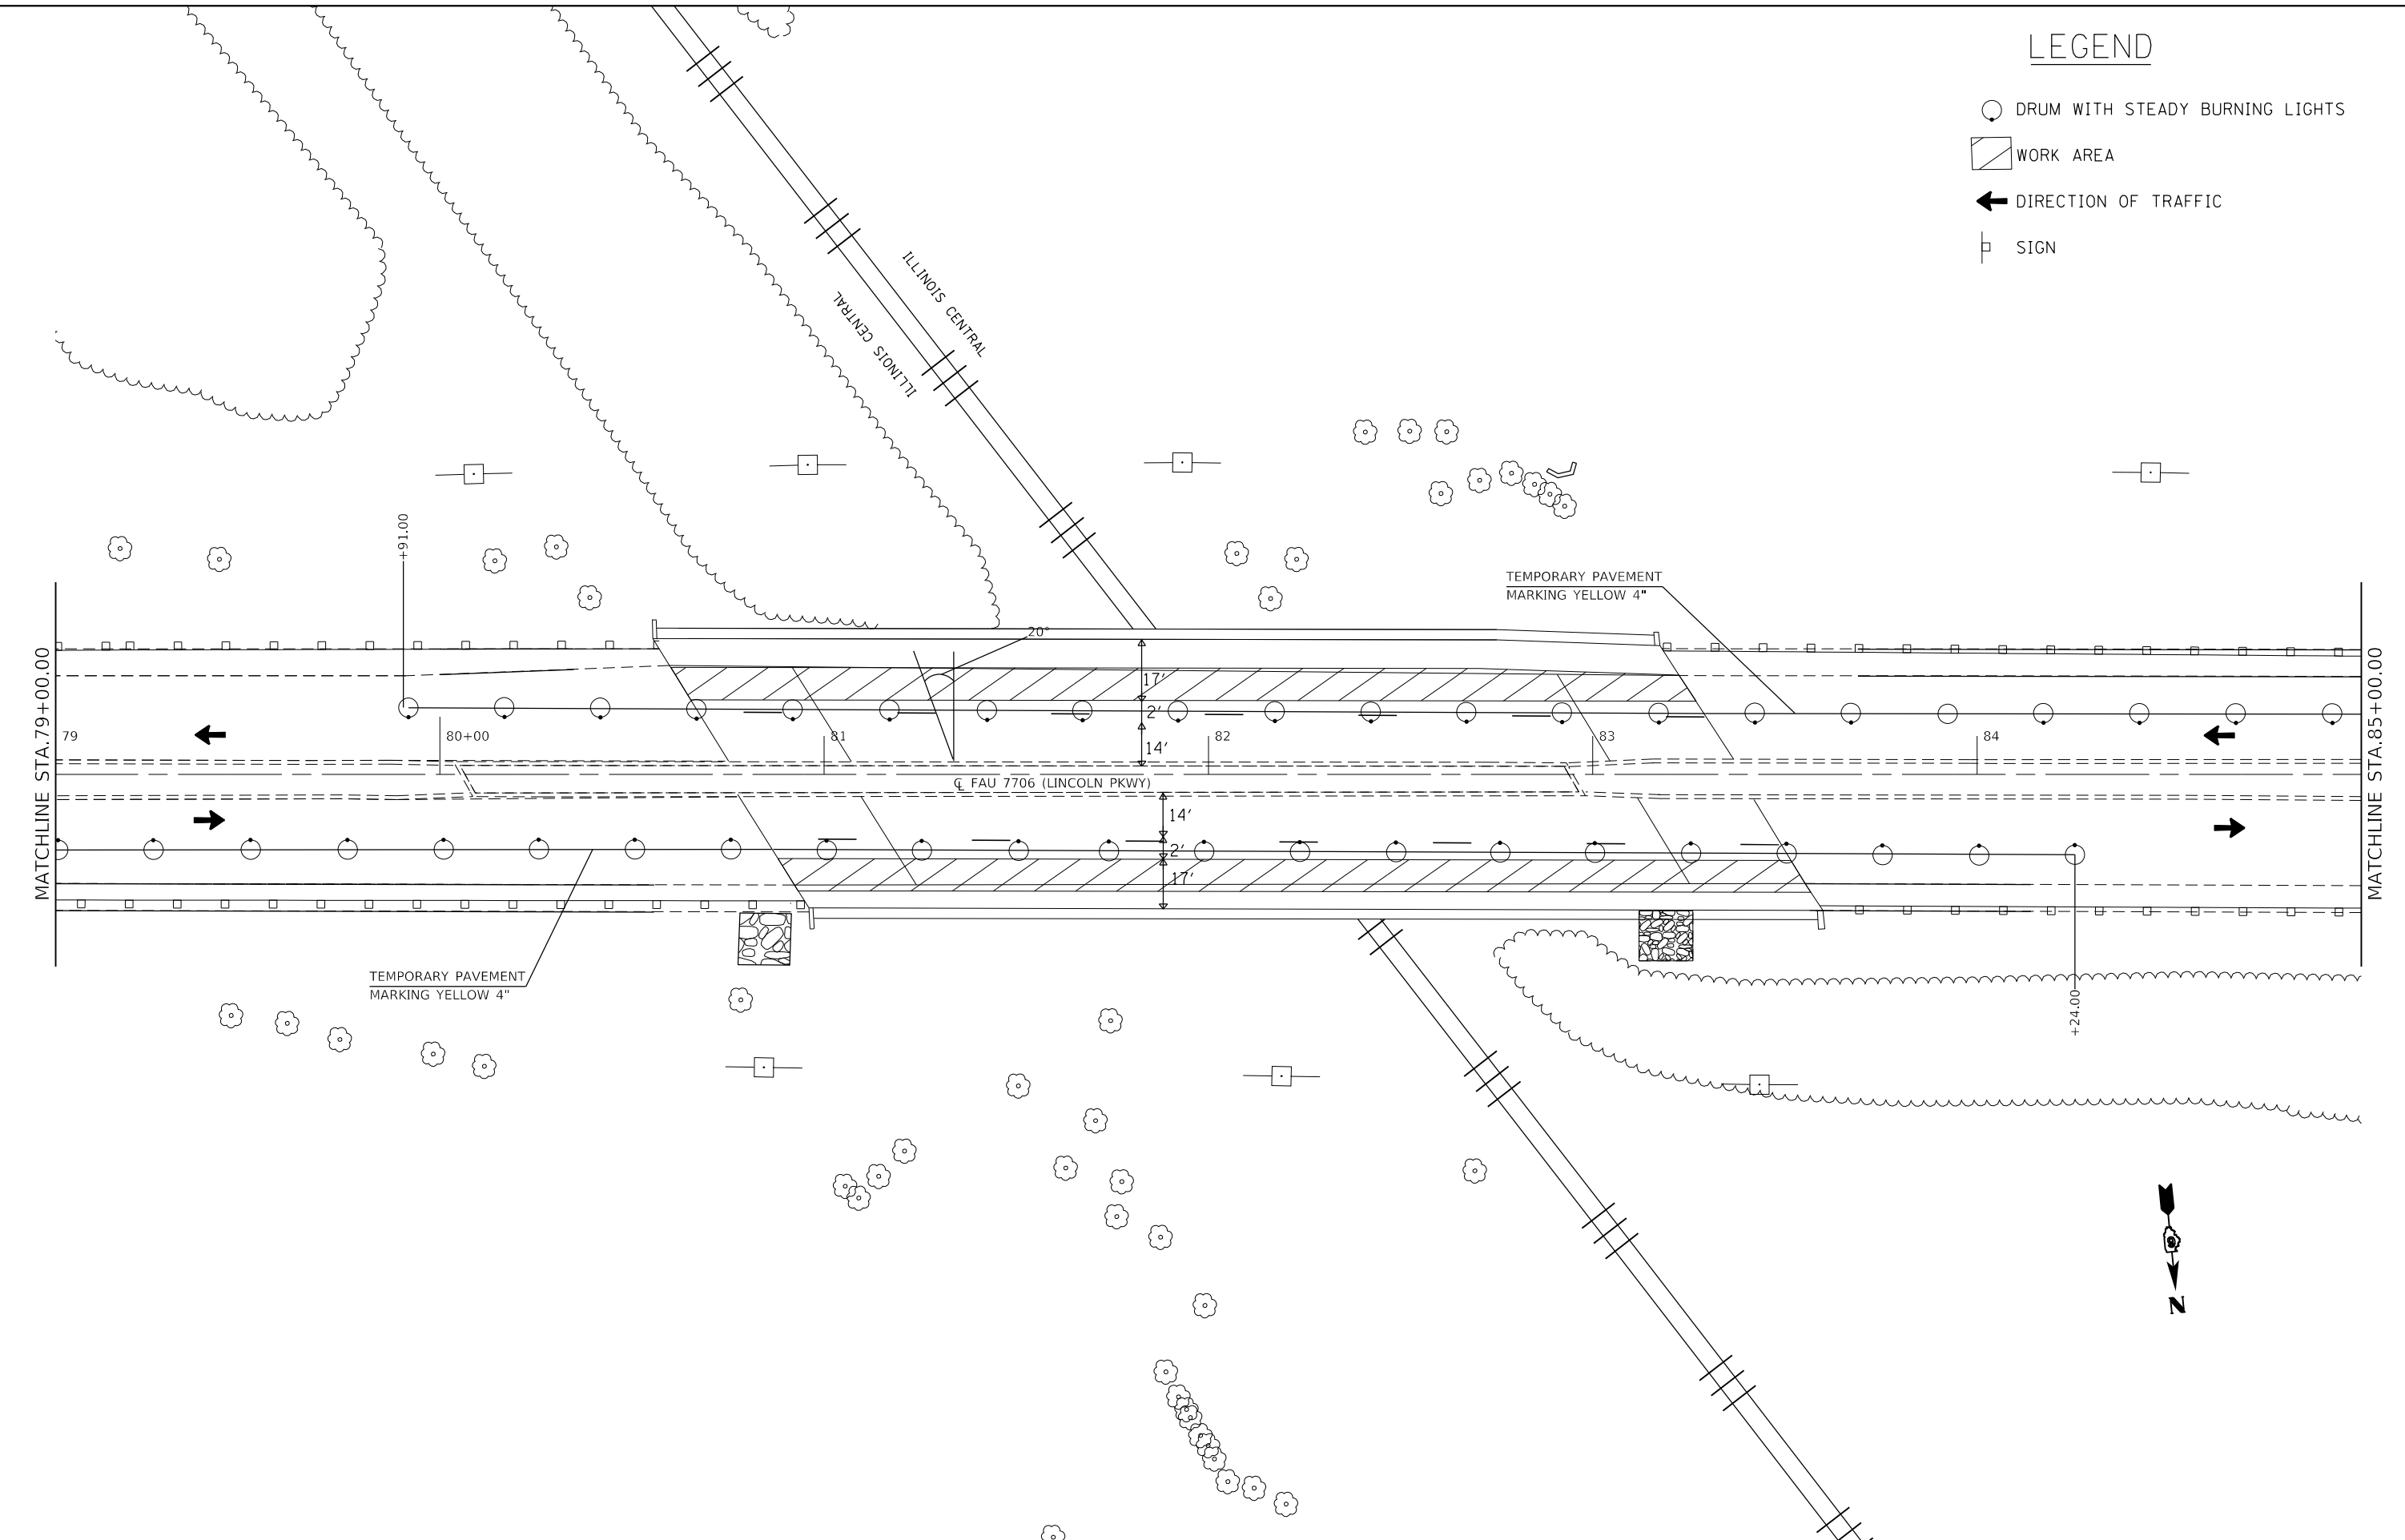 LEGEND
DRUM WITH STEADY BURNING LIGHTS
WORK AREA
DIRECTION OF TRAFFIC
SIGN
ILLINOIS CENTRAL
ILLINOIS CENTRAL
+91.00
TEMPORARY PAVEMENT
MARKING YELLOW 4"
20°
17'
2'
14'
79
80+00
81
82
83
84
MATCHLINE STA.79+00.00
MATCHLINE STA.85+00.00
℄ FAU 7706 (LINCOLN PKWY)
14'
2'
17'
TEMPORARY PAVEMENT
MARKING YELLOW 4"
+24.00
N